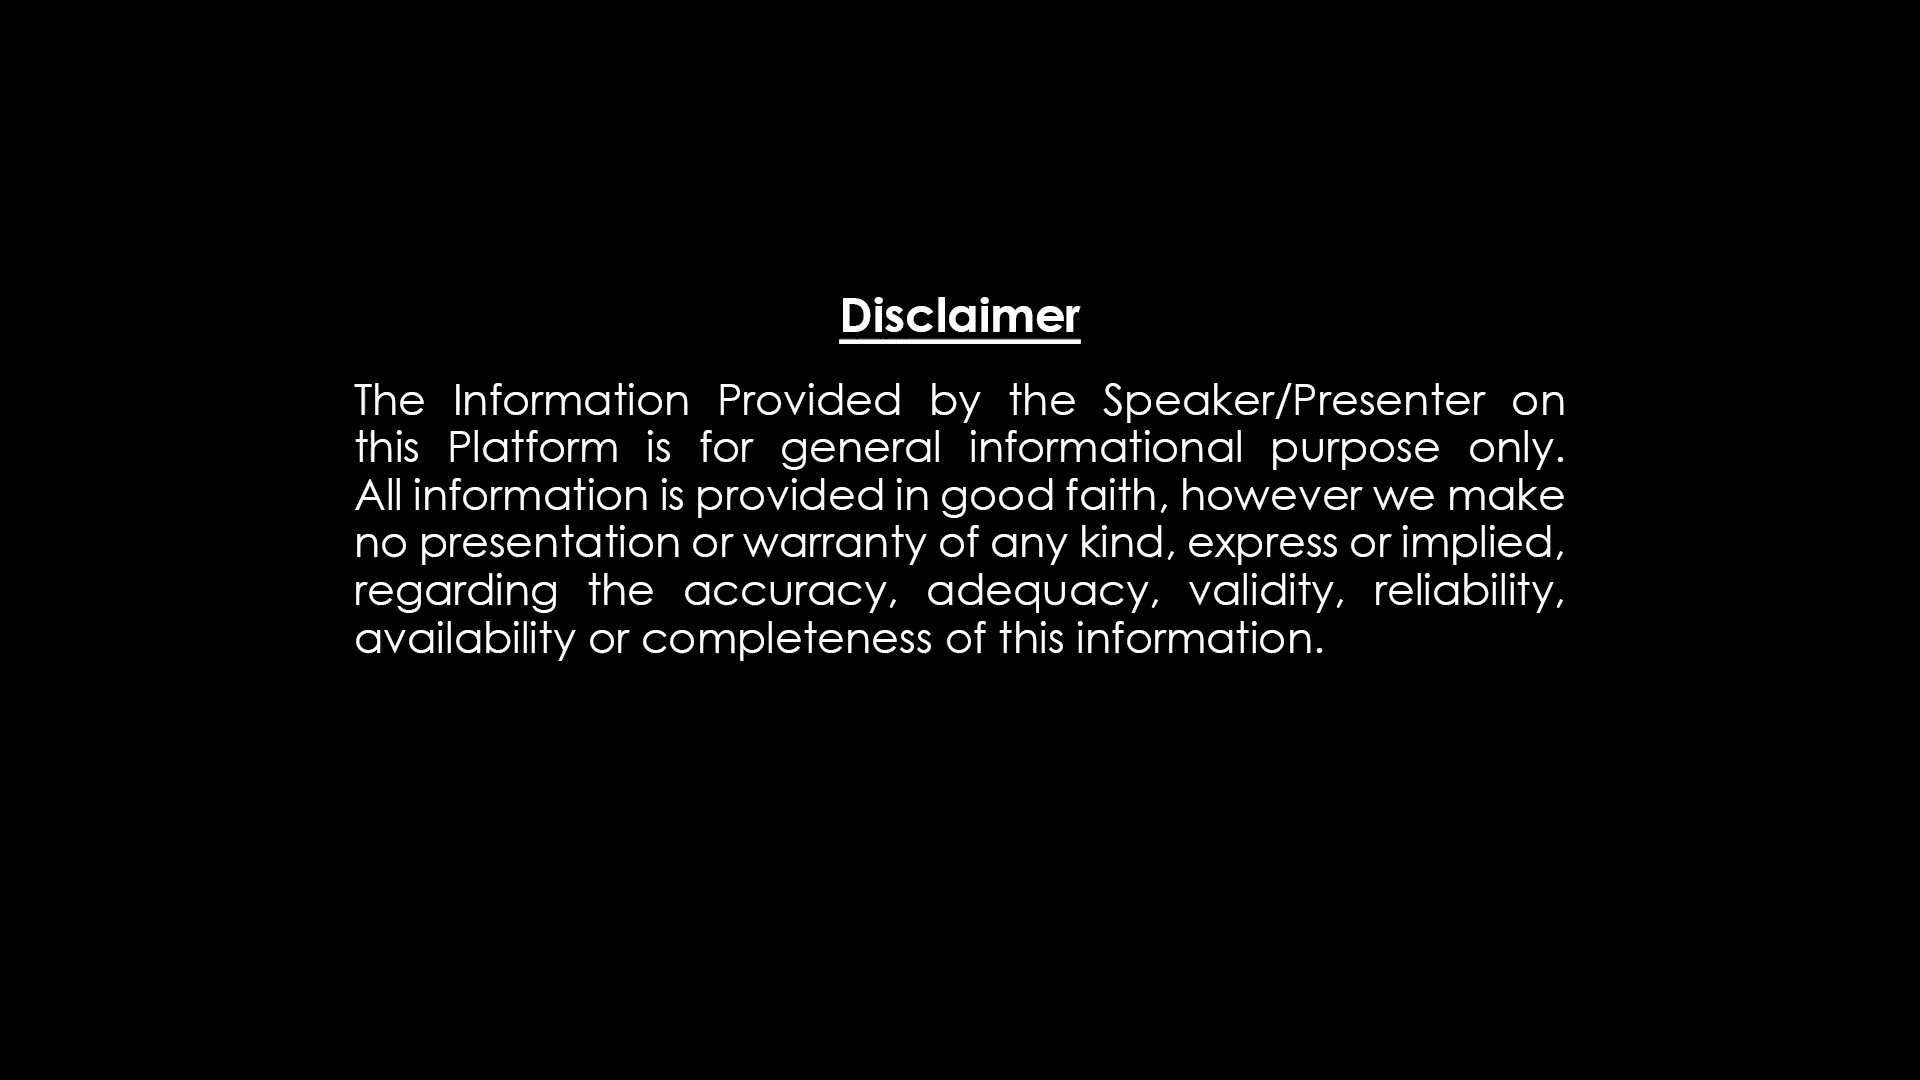 Disclaimer
The Information Provided by the Speaker/Presenter on
this Platform is for general informational purpose only.
All information is provided in good faith, however we make
no presentation or warranty of any kind, express or implied,
regarding the accuracy, adequacy, validity, reliability,
availability or completeness of this information.